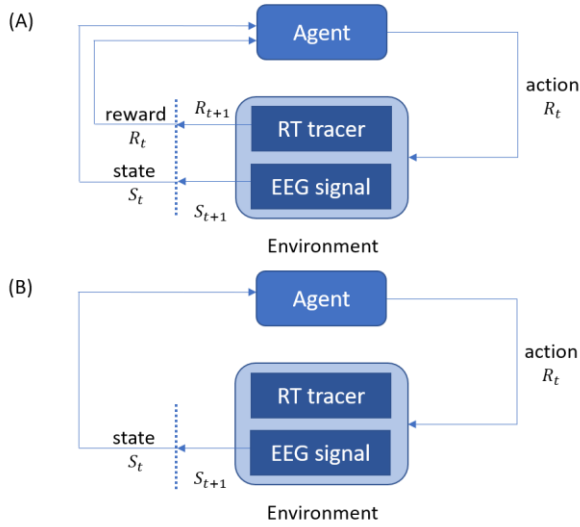 (A)
Agent
action
R_t
reward
R_t
R_{t+1}
RT tracer
state
S_t
S_{t+1}
EEG signal
Environment
(B)
Agent
action
R_t
RT tracer
state
S_t
S_{t+1}
EEG signal
Environment